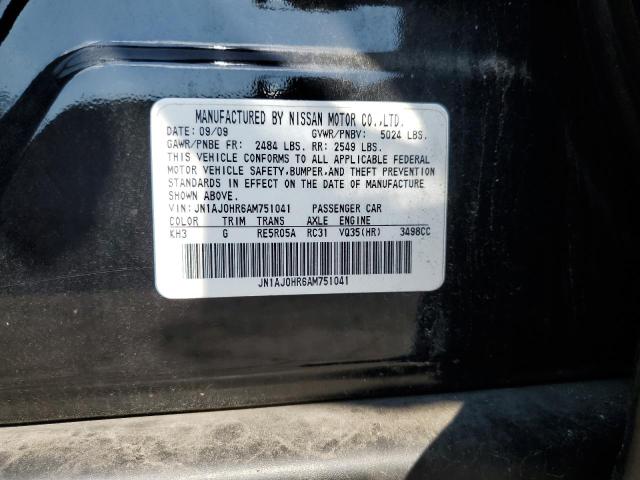 MANUFACTURED BY NISSAN MOTOR CO.,LTD.
DATE: 09/09 GVWR/PNBV: 5024 LBS.
GAWR/PNBE FR: 2484 LBS. RR: 2549 LBS.
THIS VEHICLE CONFORMS TO ALL APPLICABLE FEDERAL
MOTOR VEHICLE SAFETY,BUMPER,AND THEFT PREVENTION
STANDARDS IN EFFECT ON THE DATE OF MANUFACTURE
SHOWN ABOVE.
VIN: JN1AJ0HR6AM751041 PASSENGER CAR
COLOR TRIM TRANS AXLE ENGINE
KH3 G RE5R05A RC31 VQ35(HR) 3498CC
JN1AJ0HR6AM751041